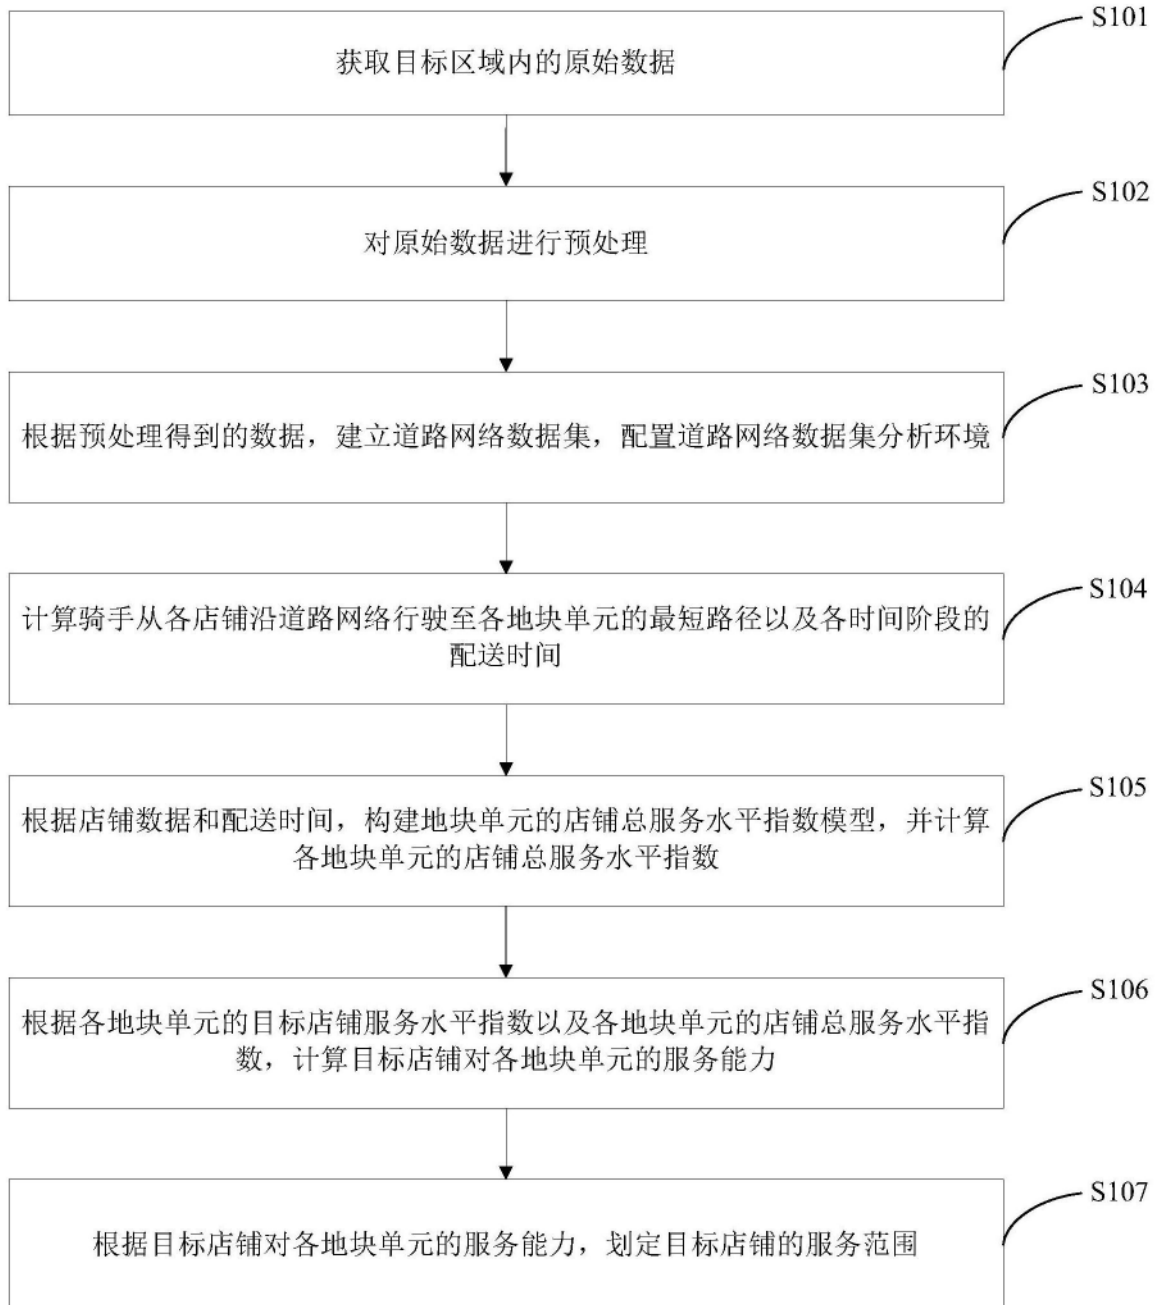 S101
获取目标区域内的原始数据
S102
对原始数据进行预处理
S103
根据预处理得到的数据，建立道路网络数据集，配置道路网络数据集分析环境
S104
计算骑手从各店铺沿道路网络行驶至各地块单元的最短路径以及各时间阶段的
配送时间
S105
根据店铺数据和配送时间，构建地块单元的店铺总服务水平指数模型，并计算
各地块单元的店铺总服务水平指数
S106
根据各地块单元的目标店铺服务水平指数以及各地块单元的店铺总服务水平指
数，计算目标店铺对各地块单元的服务能力
S107
根据目标店铺对各地块单元的服务能力，划定目标店铺的服务范围